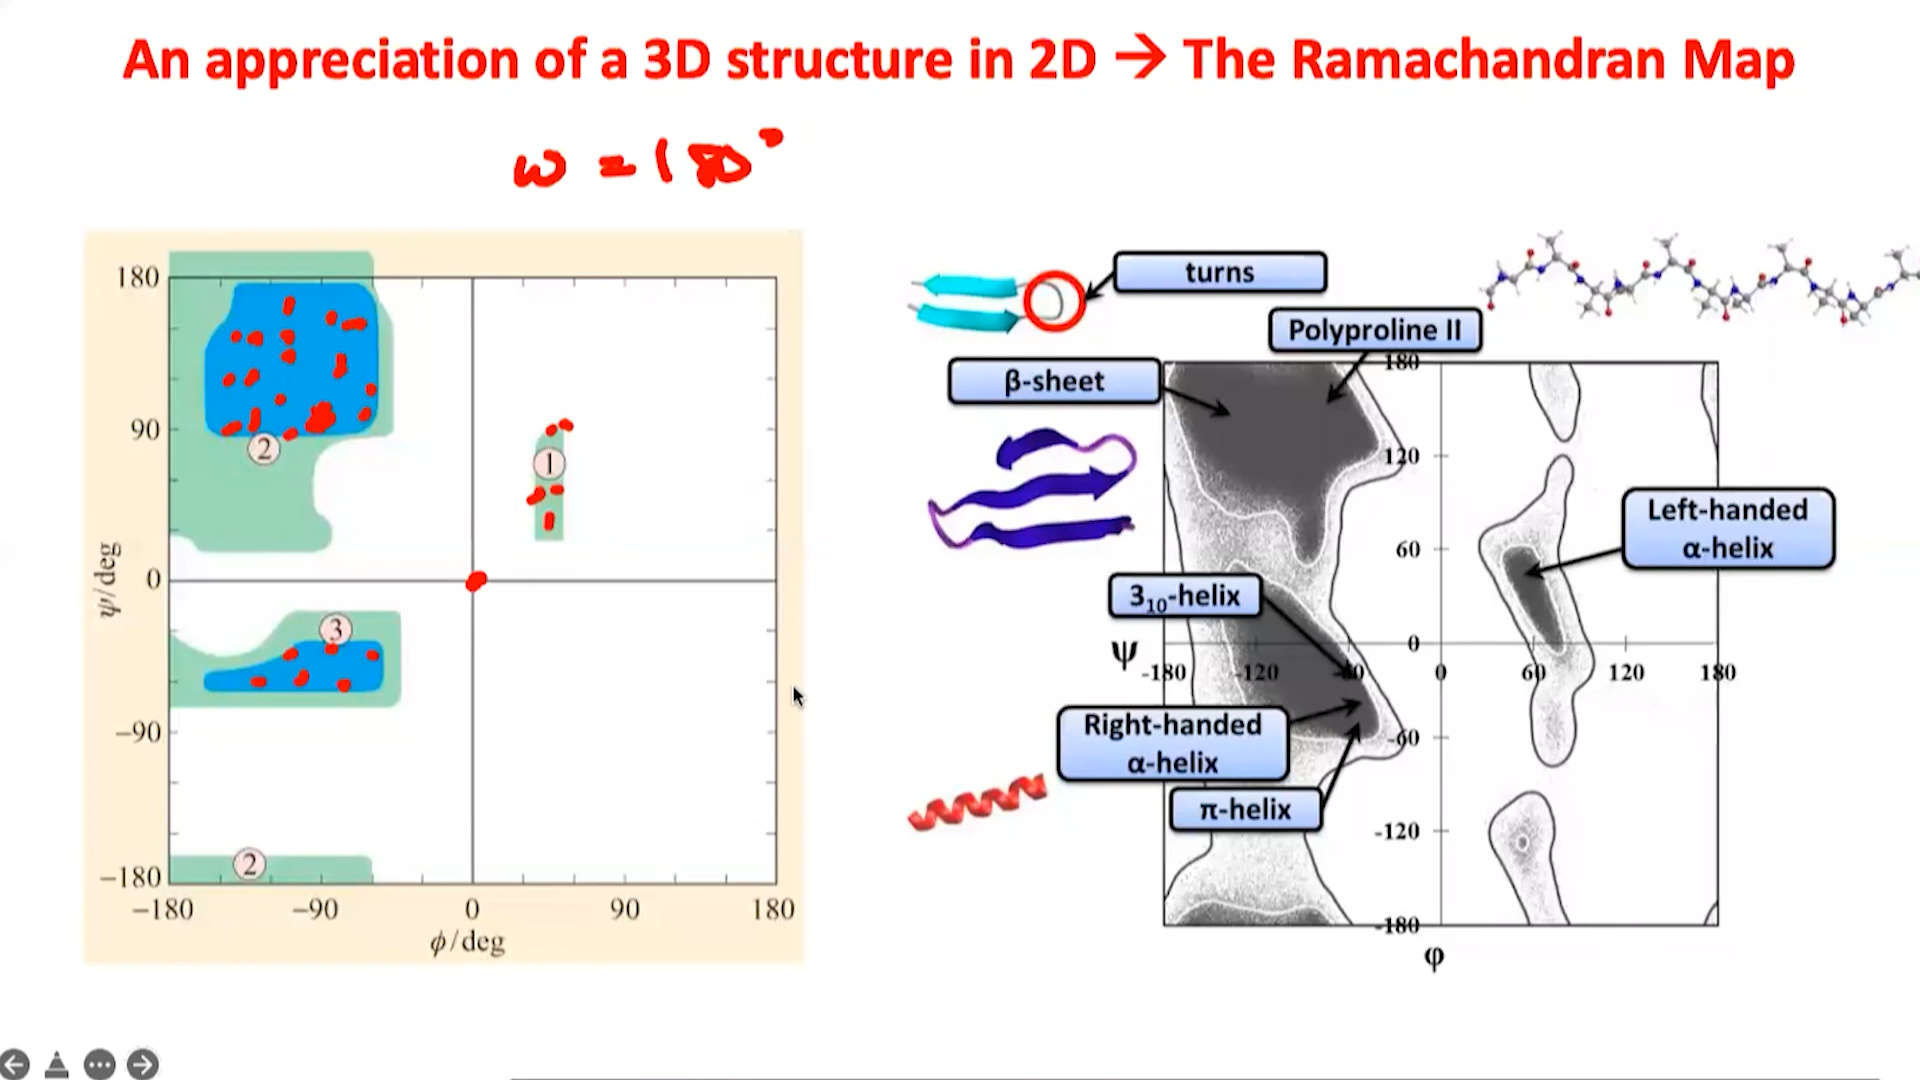 An appreciation of a 3D structure in 2D → The Ramachandran Map
ω = 180°
180
90
0
−90
−180
ψ/deg
−180
−90
0
90
180
ϕ/deg
2
1
3
2
turns
Polyproline II
β-sheet
Left-handed
α-helix
3₁₀-helix
Right-handed
α-helix
π-helix
180
120
60
0
-60
-120
-180
ψ
-180
-120
-60
0
60
120
180
φ